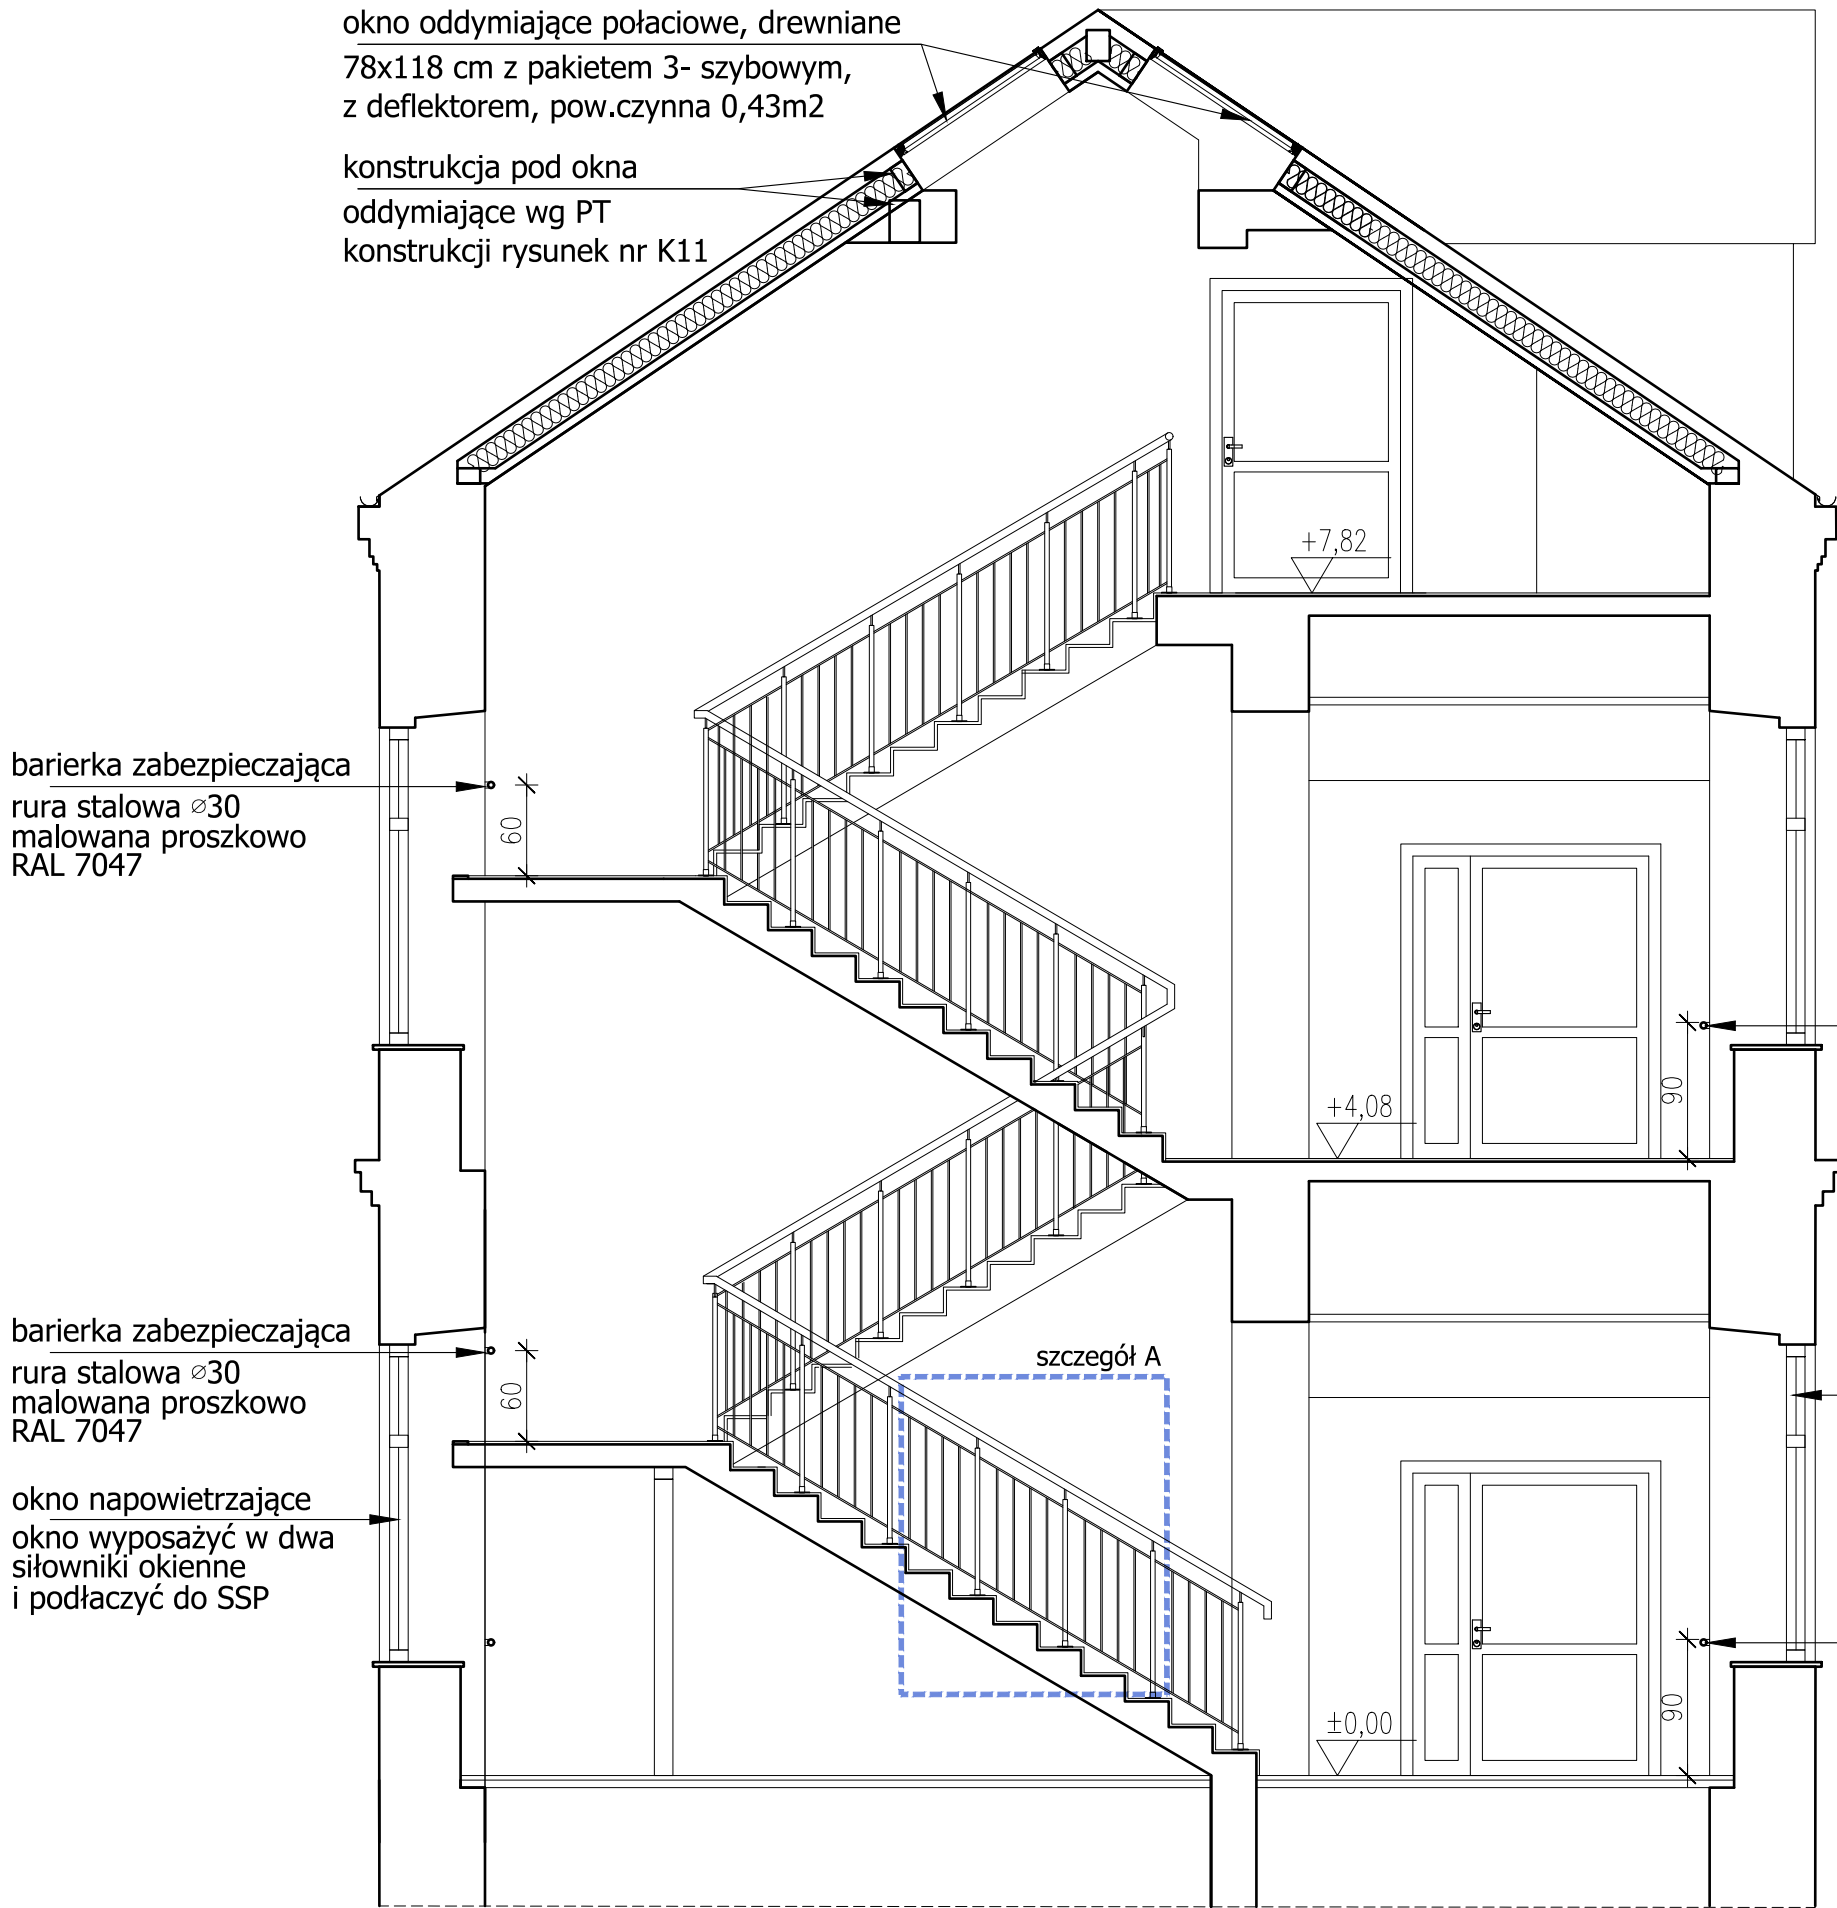 okno oddymiające połaciowe, drewniane
78x118 cm z pakietem 3- szybowym,
z deflektorem, pow.czynna 0,43m2
konstrukcja pod okna
oddymiające wg PT
konstrukcji rysunek nr K11
+7,82
barierka zabezpieczająca
rura stalowa ⌀30
malowana proszkowo
RAL 7047
60
+4,08
90
barierka zabezpieczająca
rura stalowa ⌀30
malowana proszkowo
RAL 7047
60
szczegół A
okno napowietrzające
okno wyposażyć w dwa
siłowniki okienne
i podłaczyć do SSP
±0,00
90